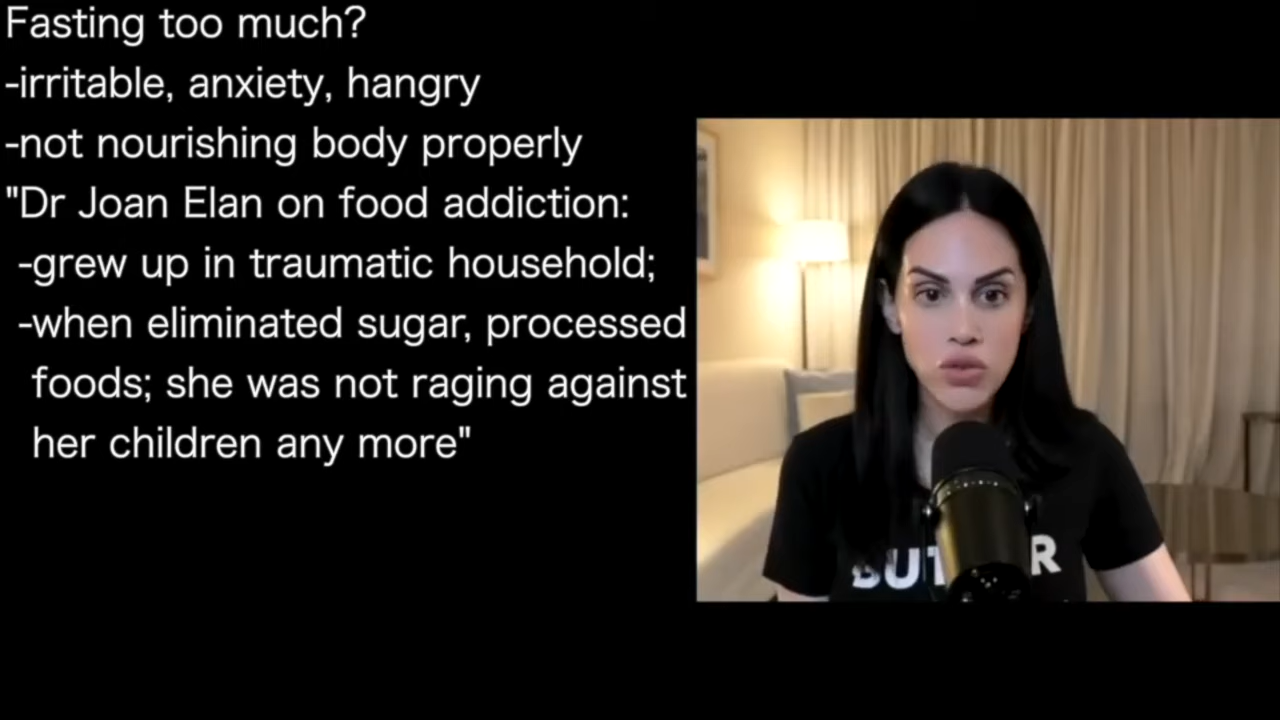 Fasting too much?
-irritable, anxiety, hangry
-not nourishing body properly
"Dr Joan Elan on food addiction:
-grew up in traumatic household;
-when eliminated sugar, processed
foods; she was not raging against
her children any more"